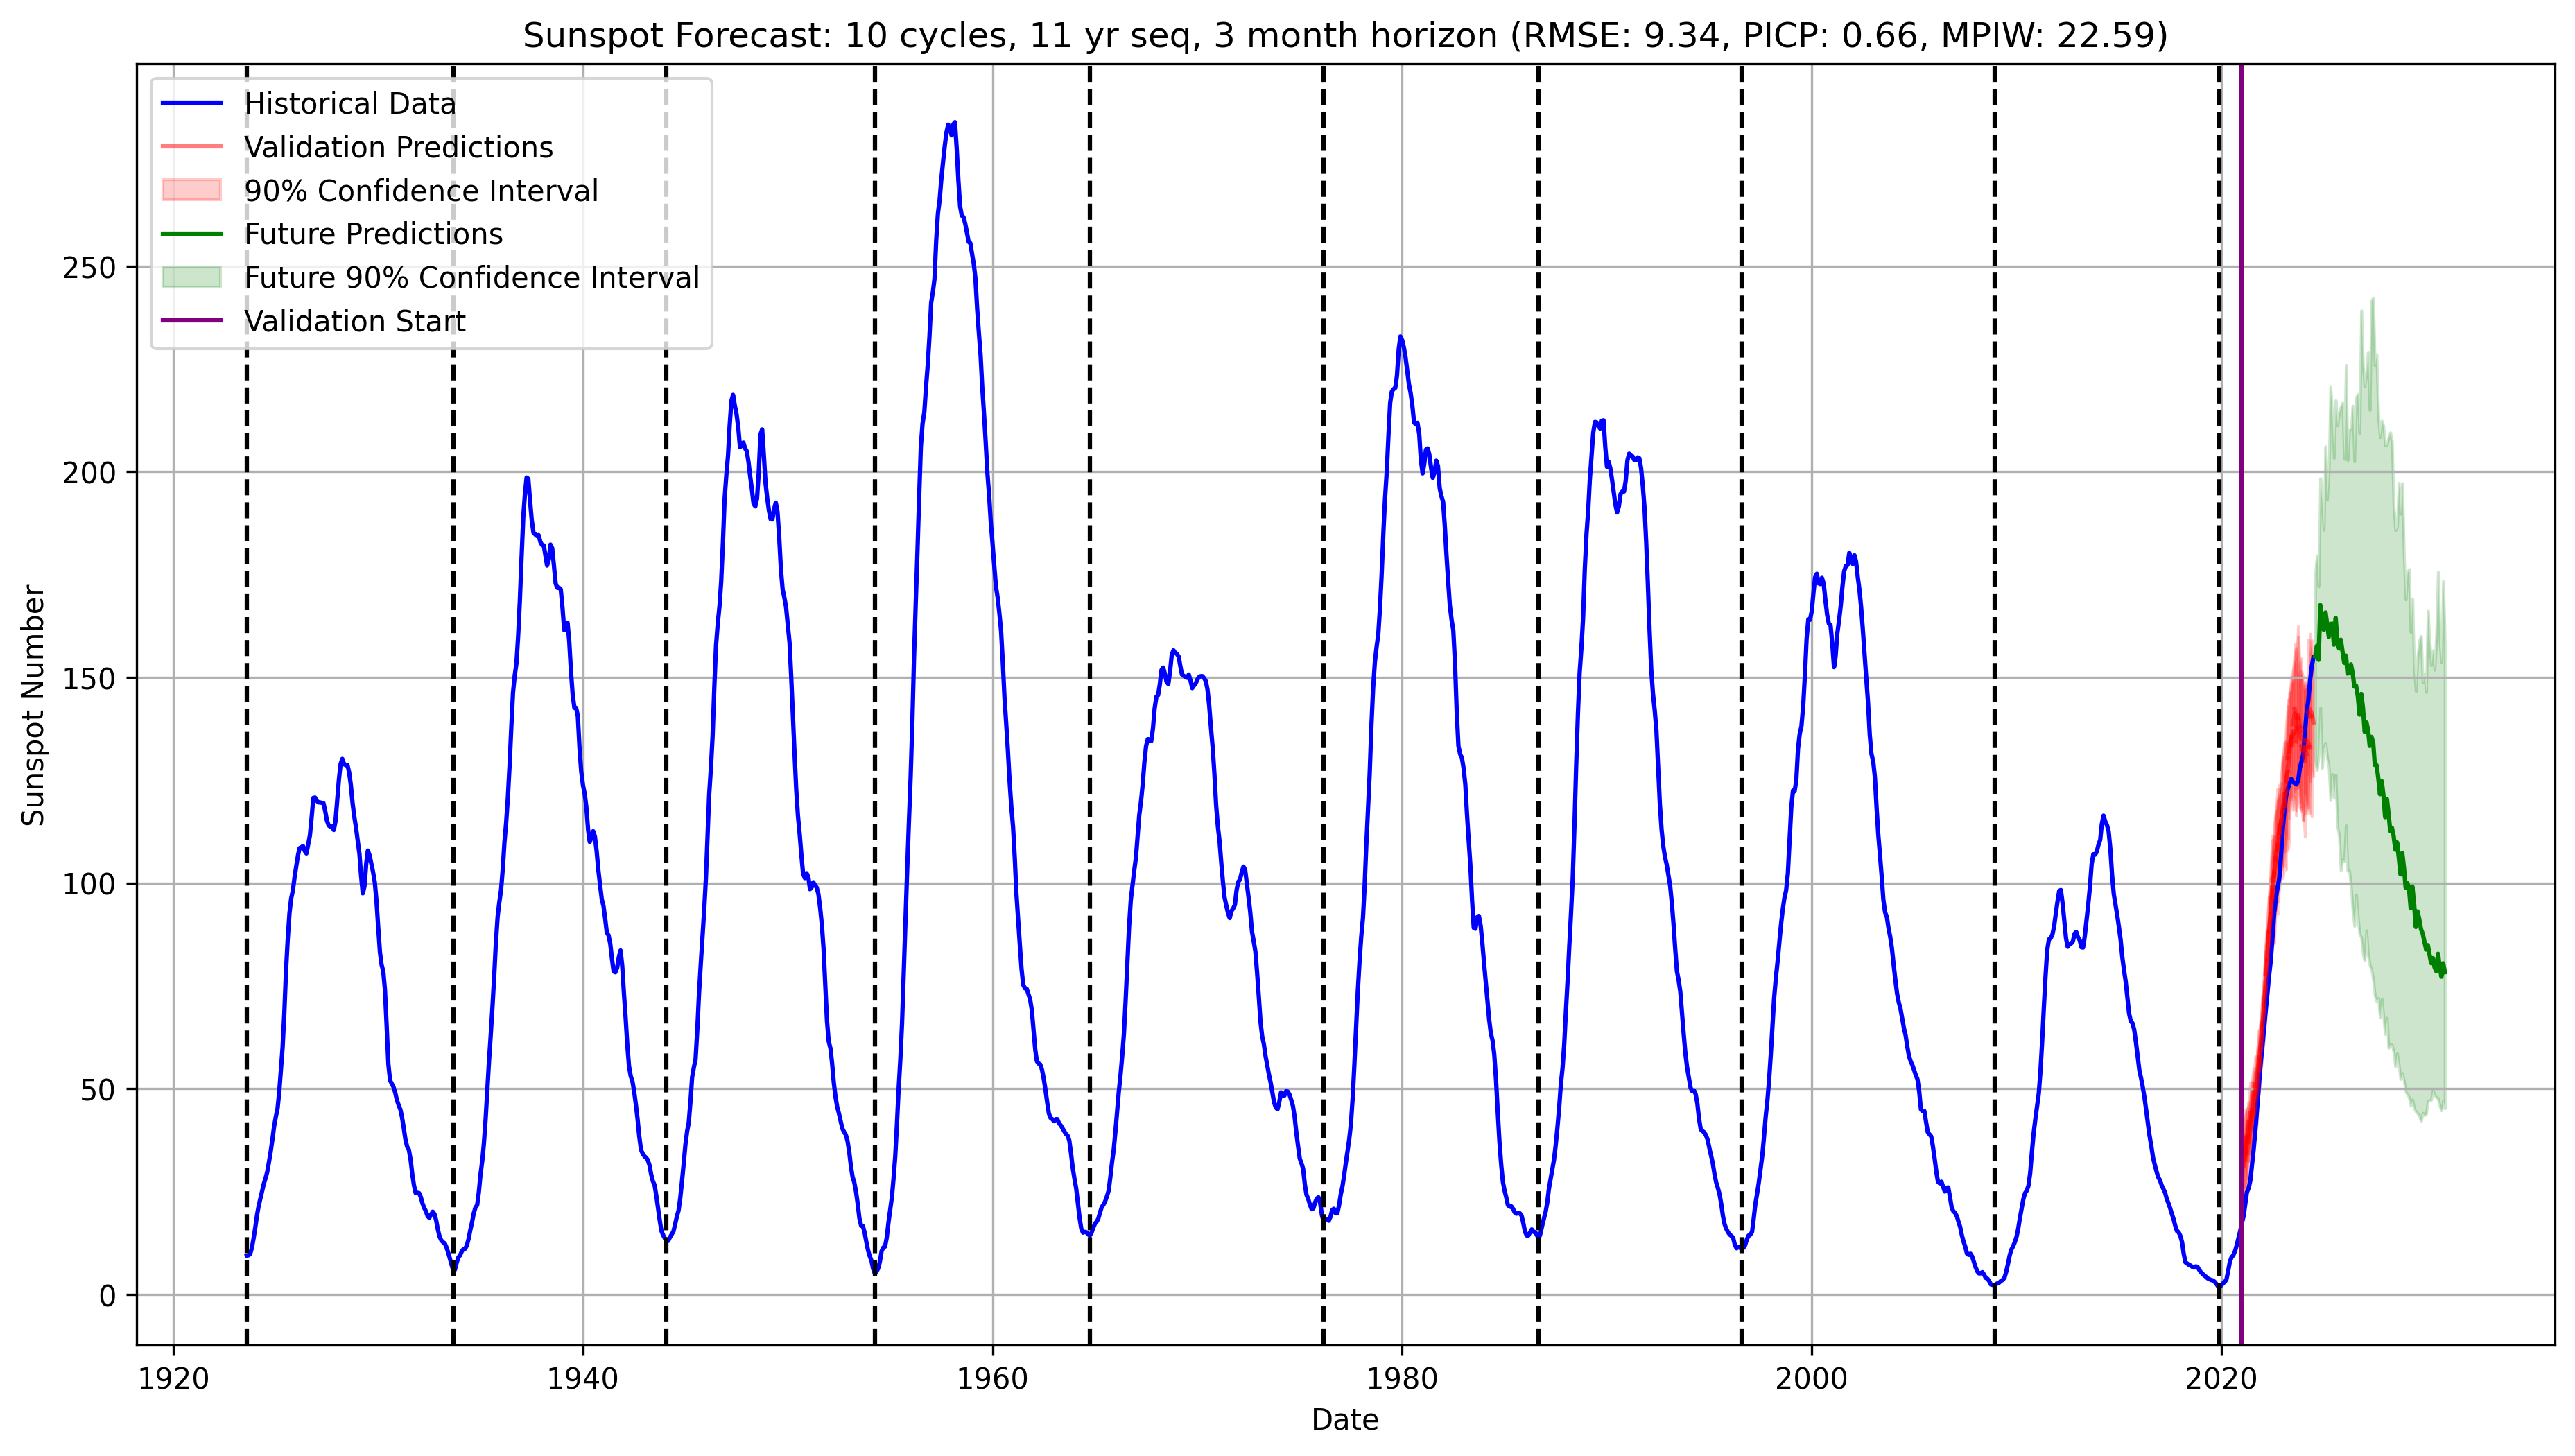 Sunspot Forecast: 10 cycles, 11 yr seq, 3 month horizon (RMSE: 9.34, PICP: 0.66, MPIW: 22.59)
Historical Data
Validation Predictions
90% Confidence Interval
Future Predictions
Future 90% Confidence Interval
Validation Start
Sunspot Number
250
200
150
100
50
0
1920 1940 1960 1980 2000 2020
Date